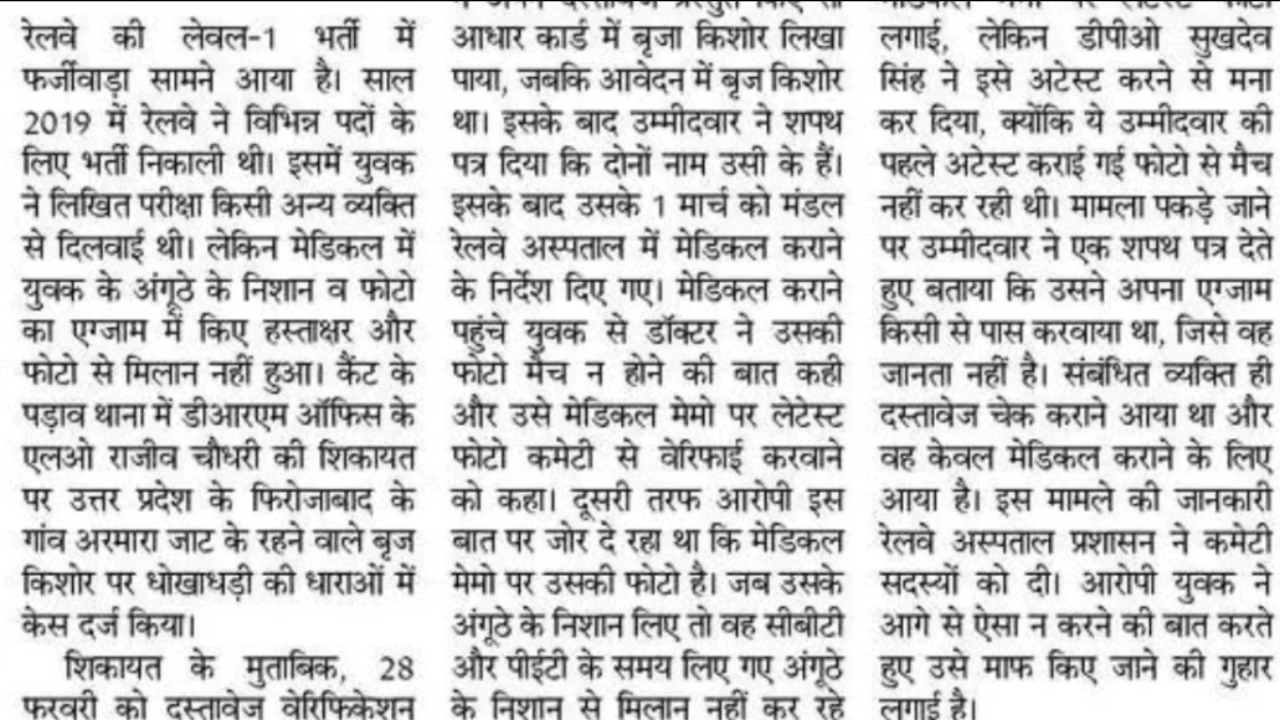 रेलवे की लेवल-1 भर्ती में
फर्जीवाड़ा सामने आया है। साल
2019 में रेलवे ने विभिन्न पदों के
लिए भर्ती निकाली थी। इसमें युवक
ने लिखित परीक्षा किसी अन्य व्यक्ति
से दिलवाई थी। लेकिन मेडिकल में
युवक के अंगूठे के निशान व फोटो
का एग्जाम में किए हस्ताक्षर और
फोटो से मिलान नहीं हुआ। कैंट के
पड़ाव थाना में डीआरएम ऑफिस के
एलओ राजीव चौधरी की शिकायत
पर उत्तर प्रदेश के फिरोजाबाद के
गांव अरमारा जाट के रहने वाले बृज
किशोर पर धोखाधड़ी की धाराओं में
केस दर्ज किया।
शिकायत के मुताबिक, 28
फरवरी को दस्तावेज वेरिफिकेशन
आधार कार्ड में बृजा किशोर लिखा
पाया, जबकि आवेदन में बृज किशोर
था। इसके बाद उम्मीदवार ने शपथ
पत्र दिया कि दोनों नाम उसी के हैं।
इसके बाद उसके 1 मार्च को मंडल
रेलवे अस्पताल में मेडिकल कराने
के निर्देश दिए गए। मेडिकल कराने
पहुंचे युवक से डॉक्टर ने उसकी
फोटो मैच न होने की बात कही
और उसे मेडिकल मेमो पर लेटेस्ट
फोटो कमेटी से वेरिफाई करवाने
को कहा। दूसरी तरफ आरोपी इस
बात पर जोर दे रहा था कि मेडिकल
मेमो पर उसकी फोटो है। जब उसके
अंगूठे के निशान लिए तो वह सीबीटी
और पीईटी के समय लिए गए अंगूठे
के निशान से मिलान नहीं कर रहे
लगाई, लेकिन डीपीओ सुखदेव
सिंह ने इसे अटेस्ट करने से मना
कर दिया, क्योंकि ये उम्मीदवार की
पहले अटेस्ट कराई गई फोटो से मैच
नहीं कर रही थी। मामला पकड़े जाने
पर उम्मीदवार ने एक शपथ पत्र देते
हुए बताया कि उसने अपना एग्जाम
किसी से पास करवाया था, जिसे वह
जानता नहीं है। संबंधित व्यक्ति ही
दस्तावेज चेक कराने आया था और
वह केवल मेडिकल कराने के लिए
आया है। इस मामले की जानकारी
रेलवे अस्पताल प्रशासन ने कमेटी
सदस्यों को दी। आरोपी युवक ने
आगे से ऐसा न करने की बात करते
हुए उसे माफ किए जाने की गुहार
लगाई है।